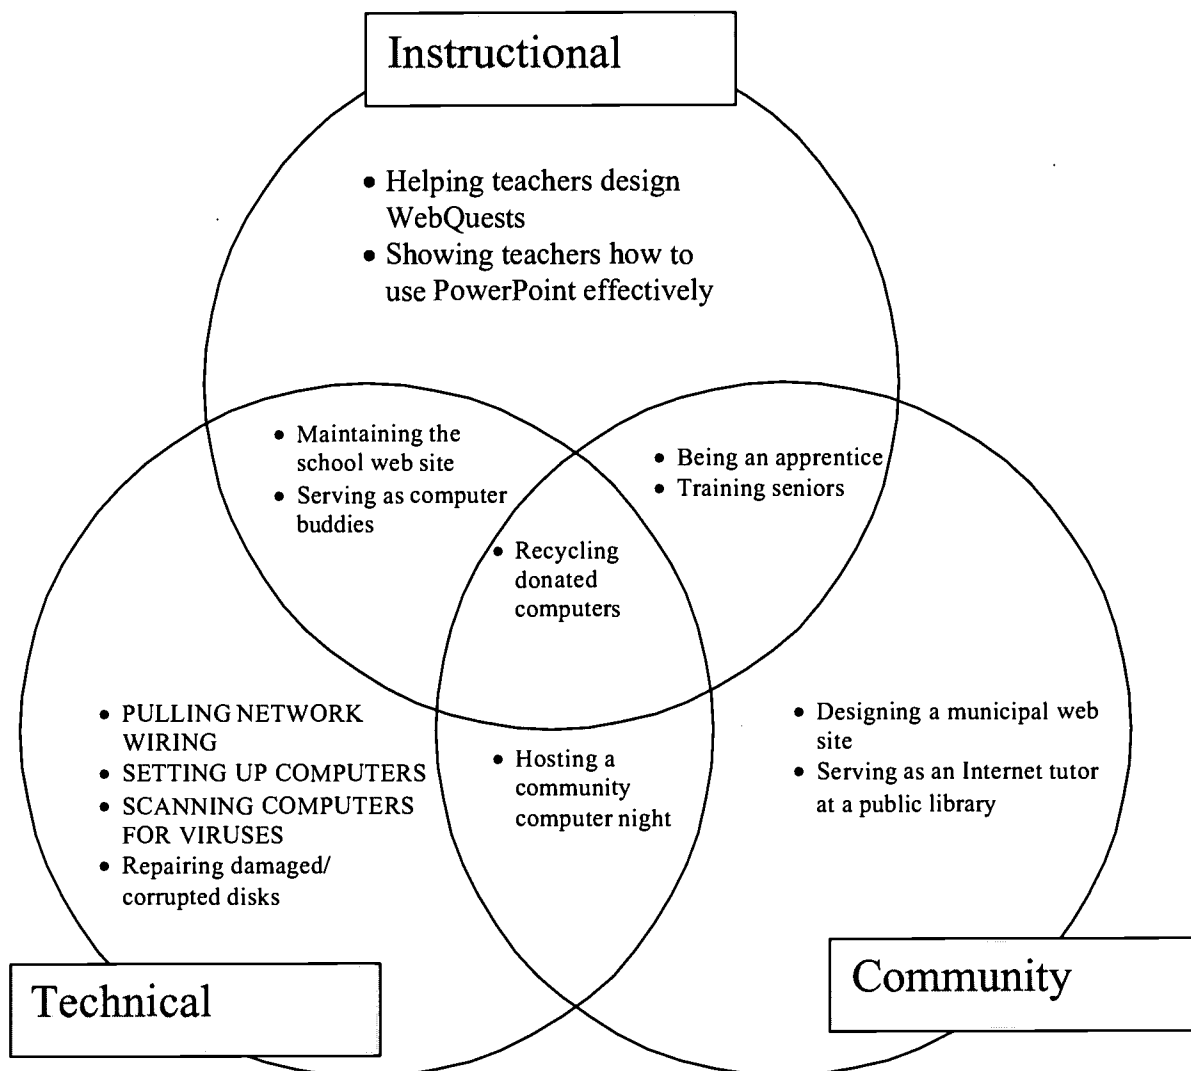 Instructional
• Helping teachers design
WebQuests
• Showing teachers how to
use PowerPoint effectively
• Maintaining the
school web site
• Serving as computer
buddies
• Being an apprentice
• Training seniors
• Recycling
donated
computers
• PULLING NETWORK
WIRING
• SETTING UP COMPUTERS
• SCANNING COMPUTERS
FOR VIRUSES
• Repairing damaged/
corrupted disks
• Hosting a
community
computer night
• Designing a municipal web
site
• Serving as an Internet tutor
at a public library
Technical
Community